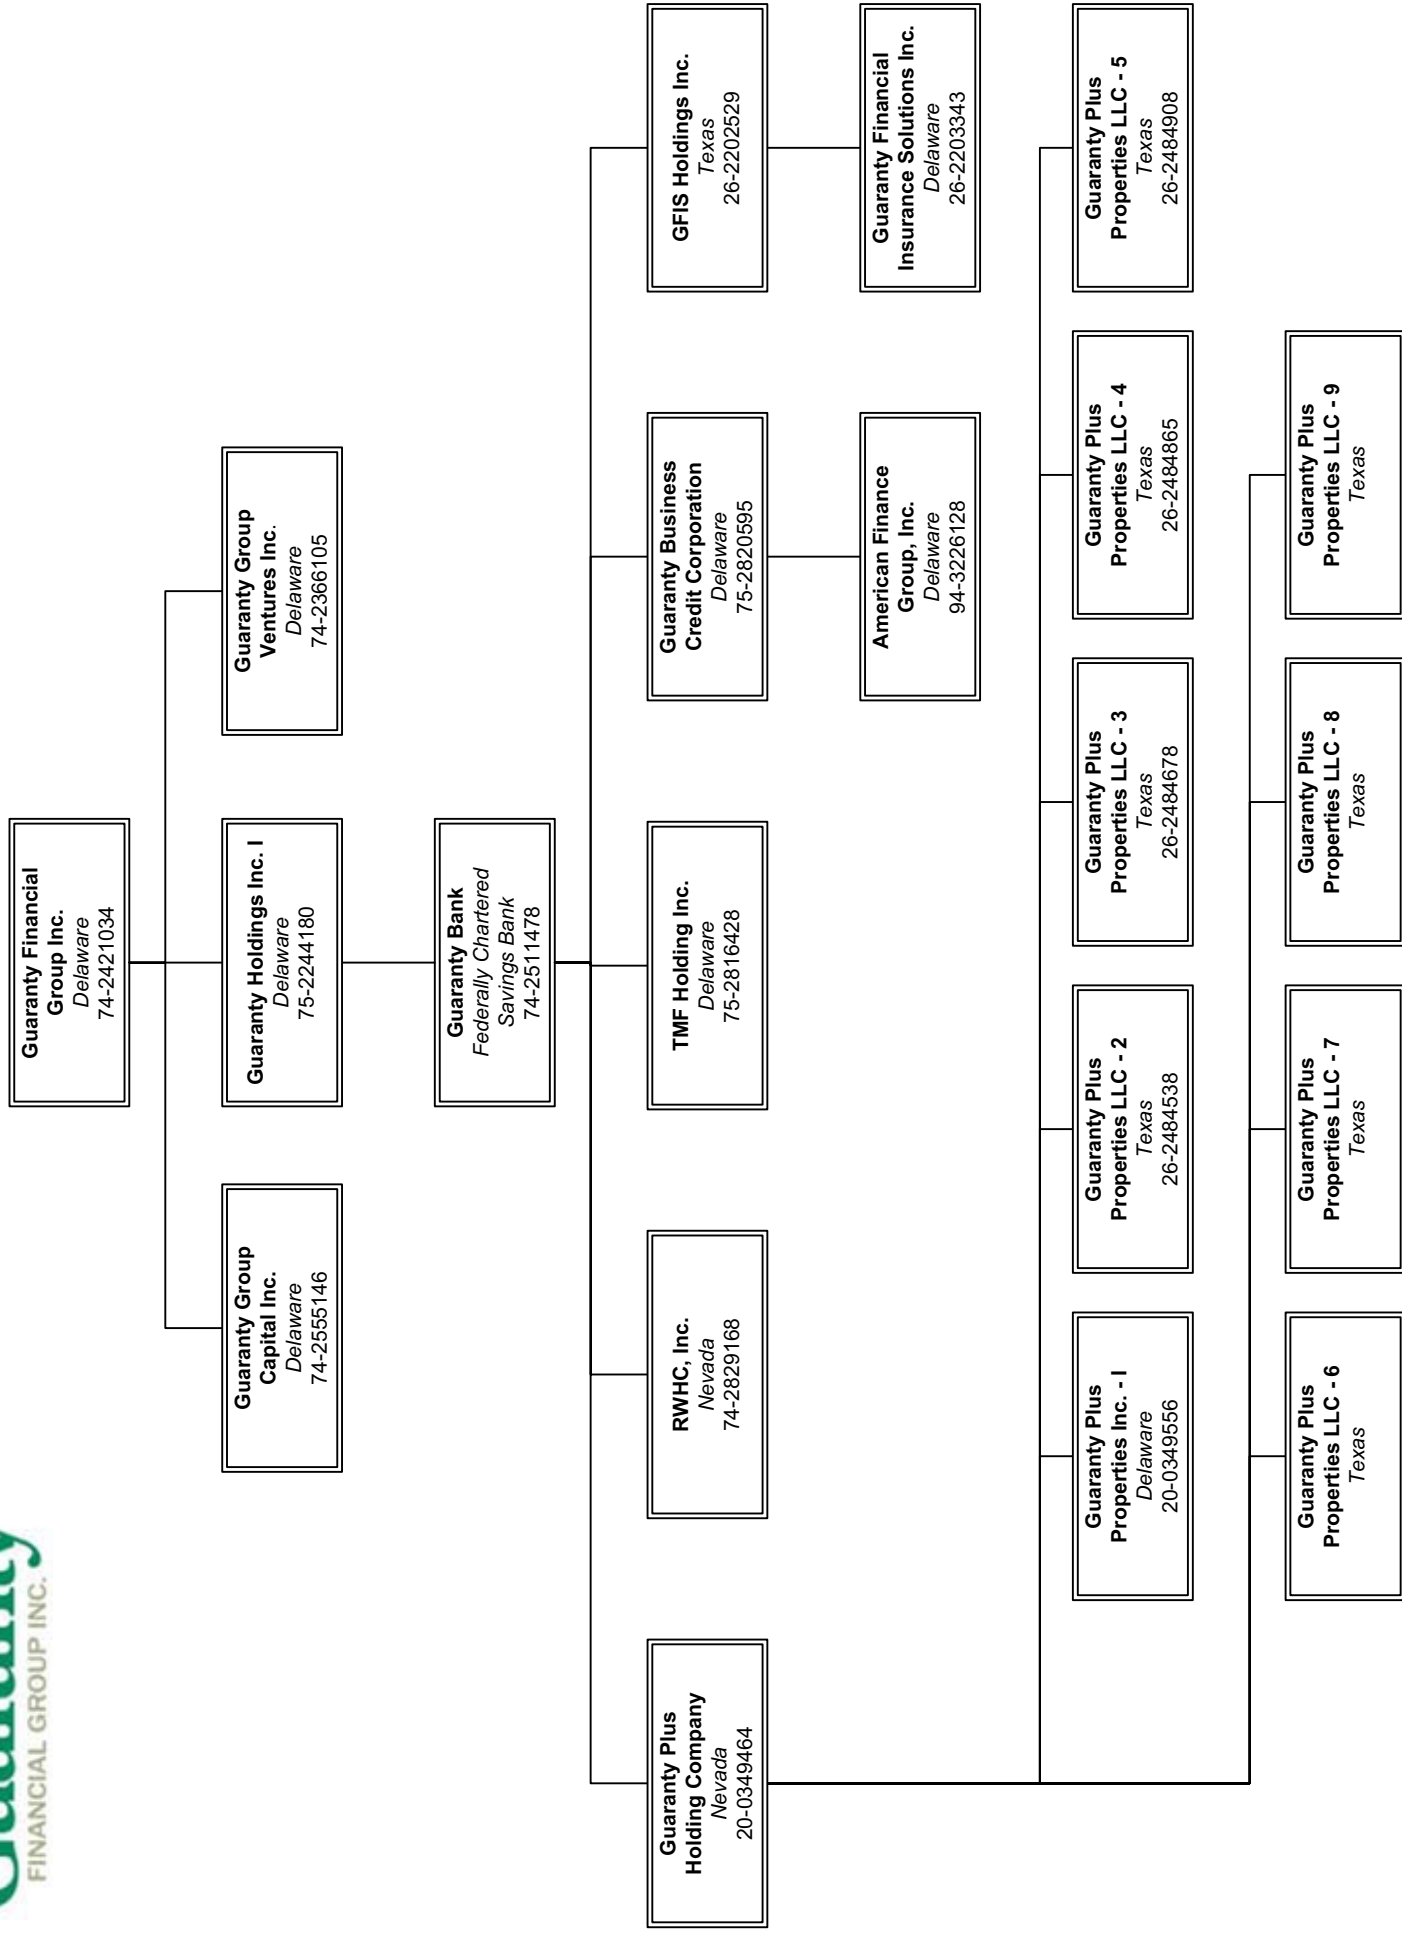 Guaranty
FINANCIAL GROUP INC.
Guaranty Financial
Group Inc.
Delaware
74-2421034
Guaranty Group
Capital Inc.
Delaware
74-2555146
Guaranty Holdings Inc. I
Delaware
75-2244180
Guaranty Group
Ventures Inc.
Delaware
74-2366105
Guaranty Bank
Federally Chartered
Savings Bank
74-2511478
Guaranty Plus
Holding Company
Nevada
20-0349464
RWHC, Inc.
Nevada
74-2829168
TMF Holding Inc.
Delaware
75-2816428
Guaranty Business
Credit Corporation
Delaware
75-2820595
GFIS Holdings Inc.
Texas
26-2202529
American Finance
Group, Inc.
Delaware
94-3226128
Guaranty Financial
Insurance Solutions Inc.
Delaware
26-2203343
Guaranty Plus
Properties Inc. - I
Delaware
20-0349556
Guaranty Plus
Properties LLC - 2
Texas
26-2484538
Guaranty Plus
Properties LLC - 3
Texas
26-2484678
Guaranty Plus
Properties LLC - 4
Texas
26-2484865
Guaranty Plus
Properties LLC - 5
Texas
26-2484908
Guaranty Plus
Properties LLC - 6
Texas
Guaranty Plus
Properties LLC - 7
Texas
Guaranty Plus
Properties LLC - 8
Texas
Guaranty Plus
Properties LLC - 9
Texas